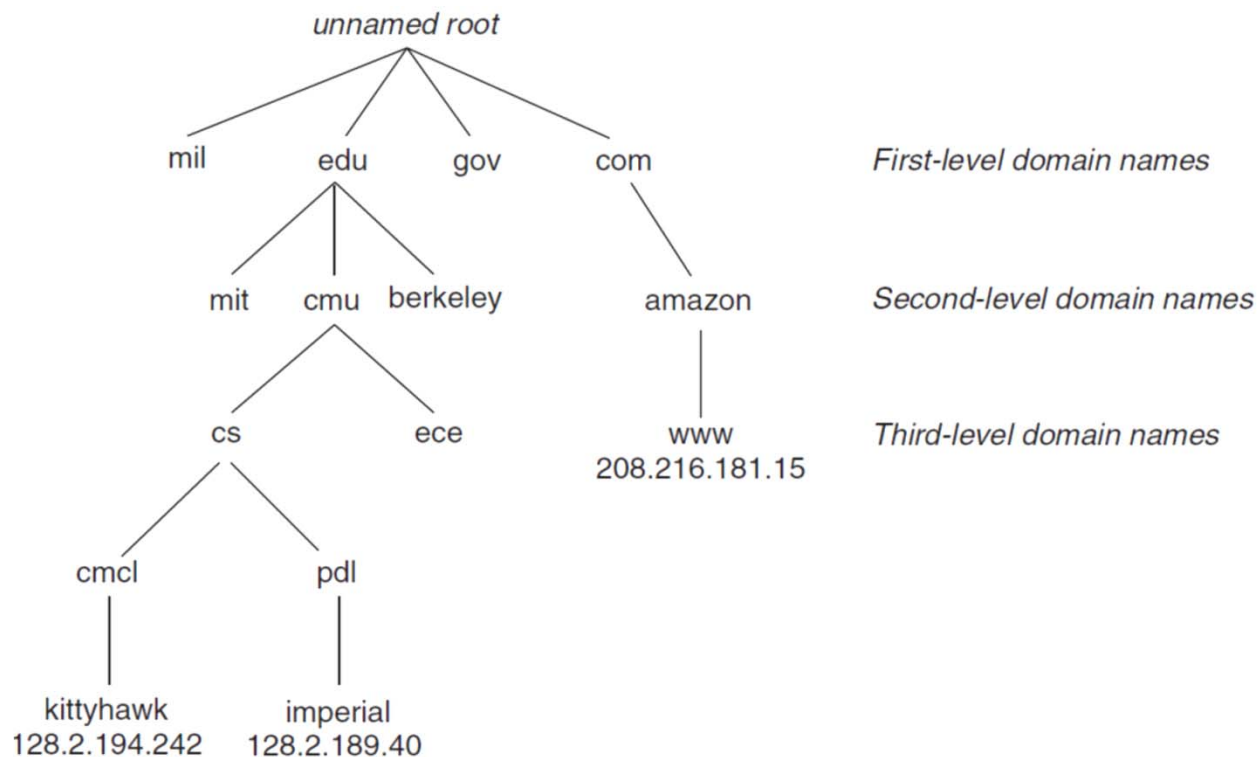 unnamed root
mil edu gov com First-level domain names
mit cmu berkeley amazon Second-level domain names
cs ece www Third-level domain names
208.216.181.15
cmcl pdl
kittyhawk imperial
128.2.194.242 128.2.189.40